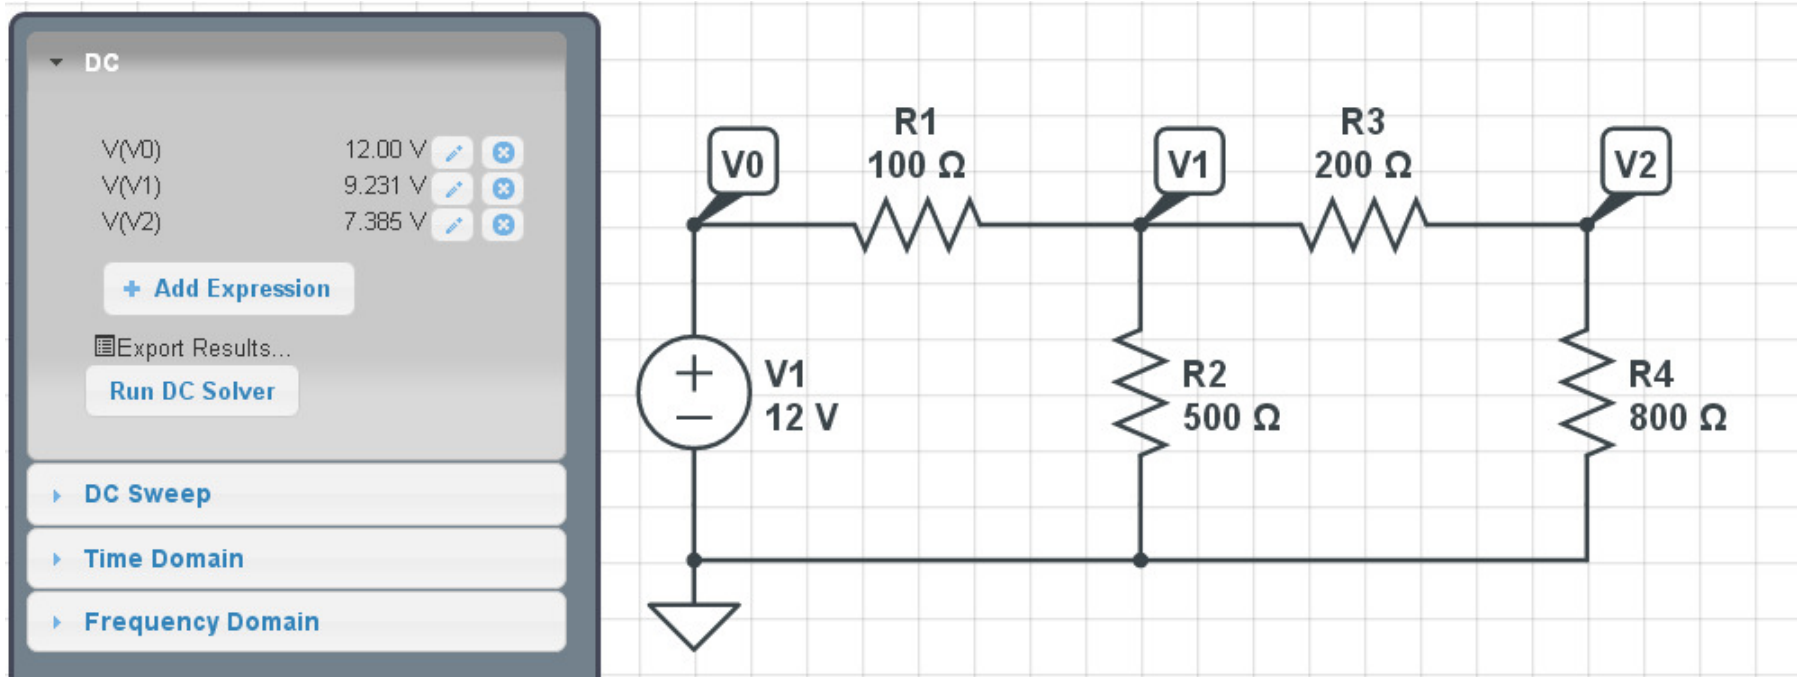 DC
V(V0) 12.00 V
V(V1) 9.231 V
V(V2) 7.385 V
+ Add Expression
Export Results...
Run DC Solver
DC Sweep
Time Domain
Frequency Domain
V0
R1
100 Ω
V1
R3
200 Ω
V2
V1
12 V
R2
500 Ω
R4
800 Ω